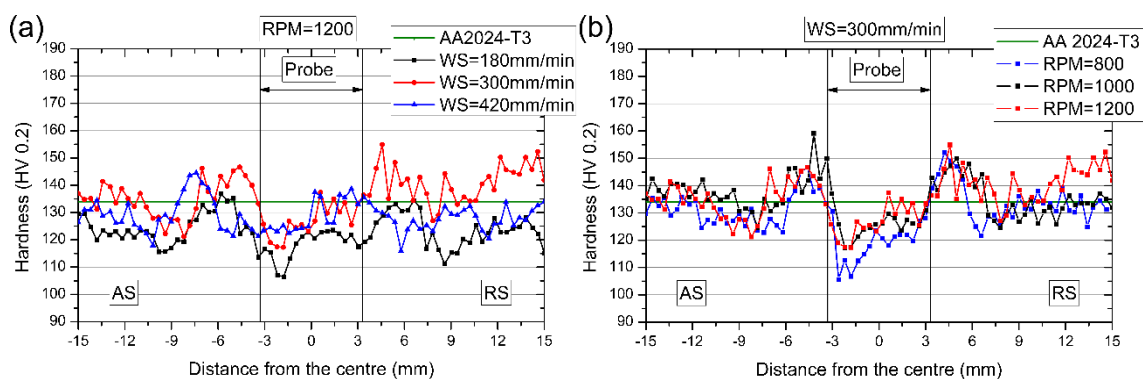 (a)
RPM=1200
AA2024-T3
WS=180mm/min
WS=300mm/min
WS=420mm/min
Probe
Hardness (HV 0.2)
190
180
170
160
150
140
130
120
110
100
90
AS
RS
-15 -12 -9 -6 -3 0 3 6 9 12 15
Distance from the centre (mm)
(b)
WS=300mm/min
AA 2024-T3
RPM=800
RPM=1000
RPM=1200
Probe
Hardness (HV 0.2)
190
180
170
160
150
140
130
120
110
100
90
AS
RS
-15 -12 -9 -6 -3 0 3 6 9 12 15
Distance from the centre (mm)